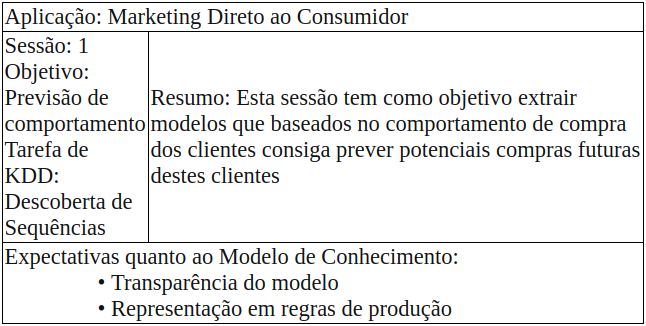 Aplicação: Marketing Direto ao Consumidor
Sessão: 1
Objetivo:
Previsão de
comportamento
Tarefa de
KDD:
Descoberta de
Sequências
Resumo: Esta sessão tem como objetivo extrair
modelos que baseados no comportamento de compra
dos clientes consiga prever potenciais compras futuras
destes clientes
Expectativas quanto ao Modelo de Conhecimento:
• Transparência do modelo
• Representação em regras de produção